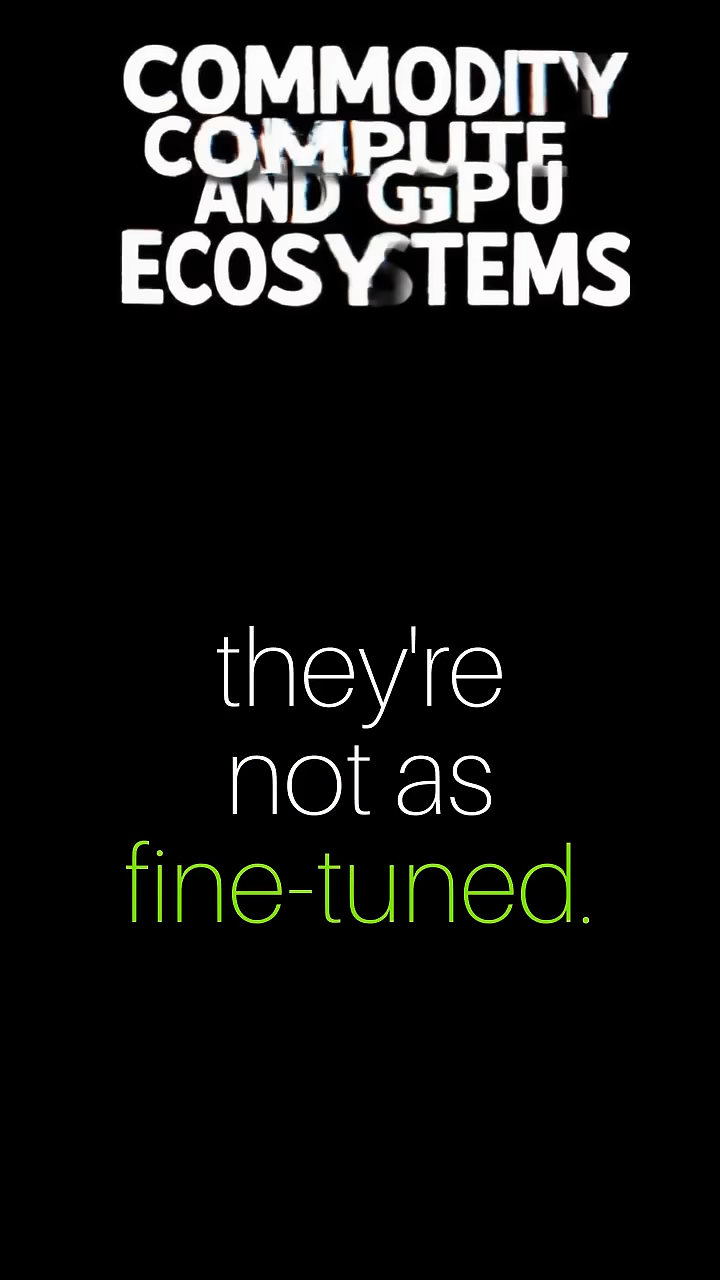 COMMODITY
COMPUTE
AND GPU
ECOSYSTEMS
they're
not as
fine-tuned.